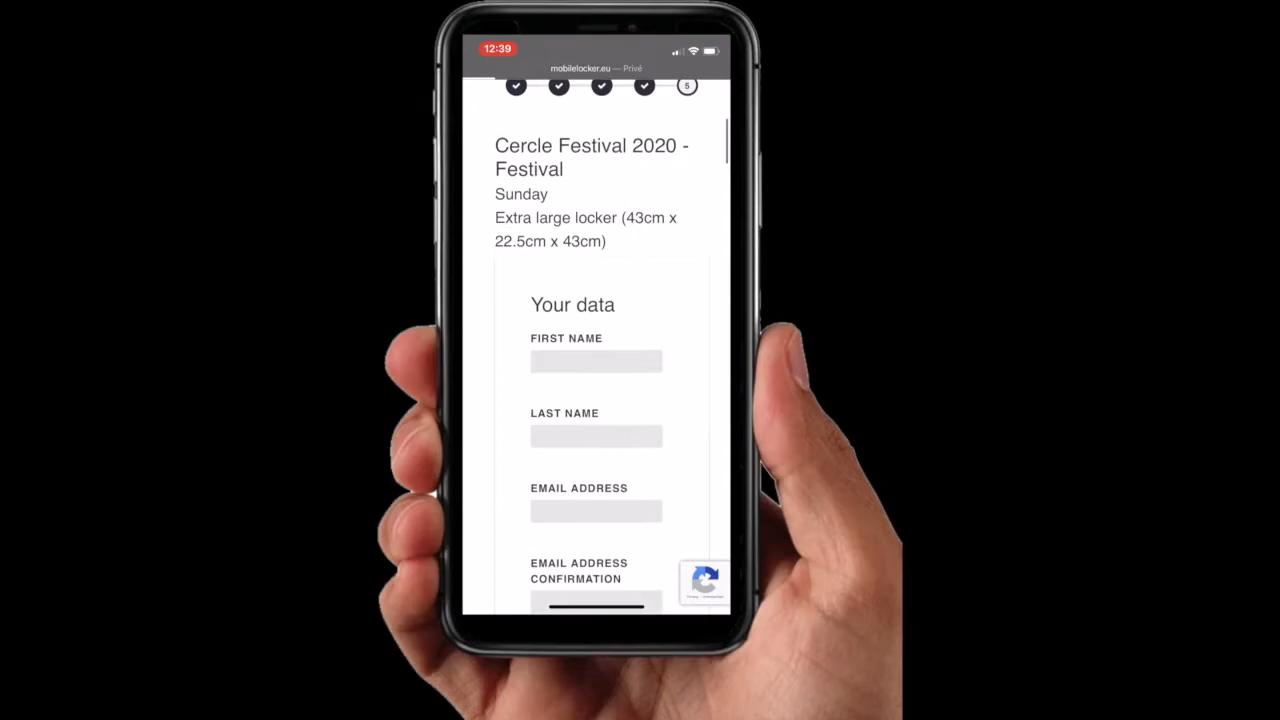 12:39
mobilelocker.eu — Privé
5
Cercle Festival 2020 -
Festival
Sunday
Extra large locker (43cm x
22.5cm x 43cm)
Your data
FIRST NAME
LAST NAME
EMAIL ADDRESS
EMAIL ADDRESS
CONFIRMATION